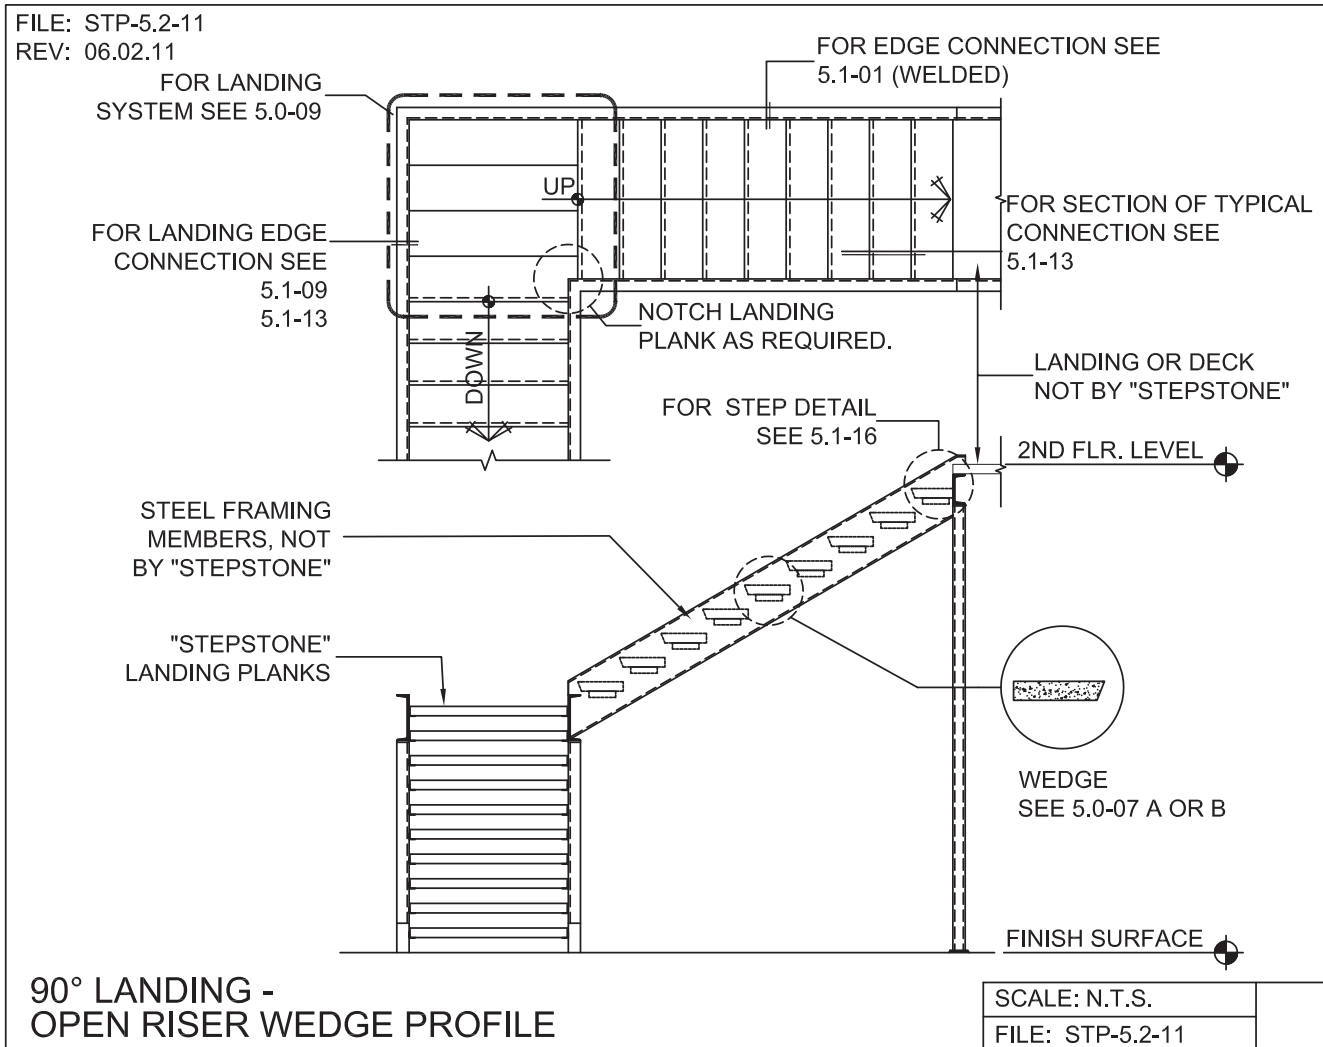 FILE: STP-5.2-11
REV: 06.02.11
FOR LANDING
SYSTEM SEE 5.0-09
FOR EDGE CONNECTION SEE
5.1-01 (WELDED)
UP
FOR SECTION OF TYPICAL
CONNECTION SEE
5.1-13
FOR LANDING EDGE
CONNECTION SEE
5.1-09
5.1-13
DOWN
NOTCH LANDING
PLANK AS REQUIRED.
LANDING OR DECK
NOT BY "STEPSTONE"
FOR STEP DETAIL
SEE 5.1-16
2ND FLR. LEVEL
STEEL FRAMING
MEMBERS, NOT
BY "STEPSTONE"
"STEPSTONE"
LANDING PLANKS
WEDGE
SEE 5.0-07 A OR B
FINISH SURFACE
90° LANDING -
OPEN RISER WEDGE PROFILE
SCALE: N.T.S.
FILE: STP-5.2-11